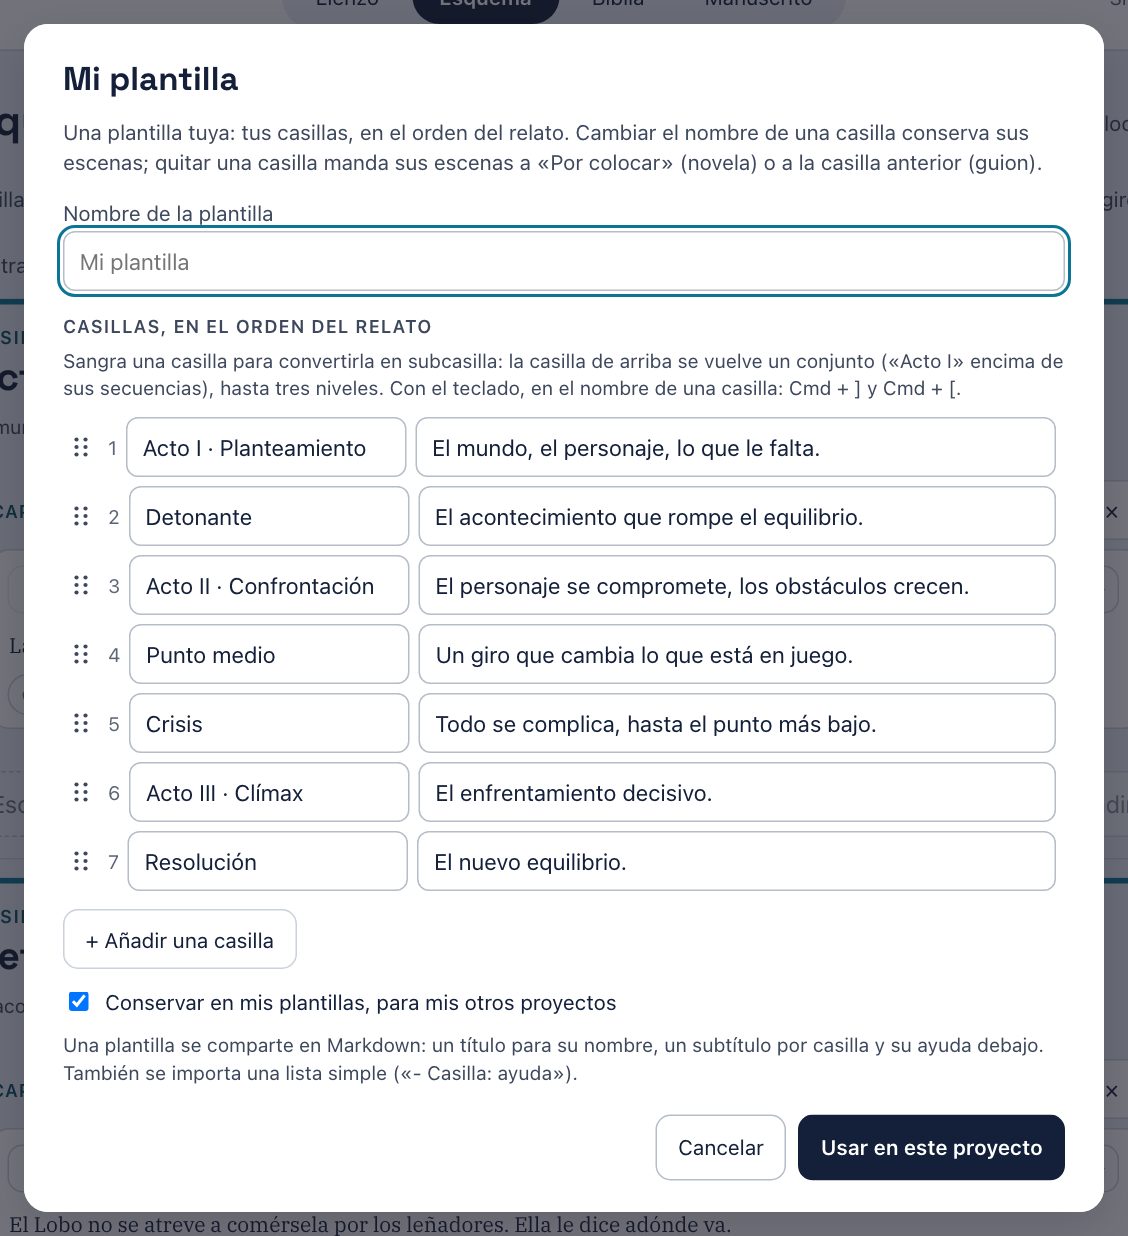 Lienzo Esquema Biblia Manuscrito
Mi plantilla
Una plantilla tuya: tus casillas, en el orden del relato. Cambiar el nombre de una casilla conserva sus
escenas; quitar una casilla manda sus escenas a «Por colocar» (novela) o a la casilla anterior (guion).
Nombre de la plantilla
Mi plantilla
CASILLAS, EN EL ORDEN DEL RELATO
Sangra una casilla para convertirla en subcasilla: la casilla de arriba se vuelve un conjunto («Acto I» encima de
sus secuencias), hasta tres niveles. Con el teclado, en el nombre de una casilla: Cmd + ] y Cmd + [.
1 Acto I · Planteamiento El mundo, el personaje, lo que le falta.
2 Detonante El acontecimiento que rompe el equilibrio.
3 Acto II · Confrontación El personaje se compromete, los obstáculos crecen.
4 Punto medio Un giro que cambia lo que está en juego.
5 Crisis Todo se complica, hasta el punto más bajo.
6 Acto III · Clímax El enfrentamiento decisivo.
7 Resolución El nuevo equilibrio.
+ Añadir una casilla
Conservar en mis plantillas, para mis otros proyectos
Una plantilla se comparte en Markdown: un título para su nombre, un subtítulo por casilla y su ayuda debajo.
También se importa una lista simple («- Casilla: ayuda»).
Cancelar Usar en este proyecto
El Lobo no se atreve a comérsela por los leñadores. Ella le dice adónde va.